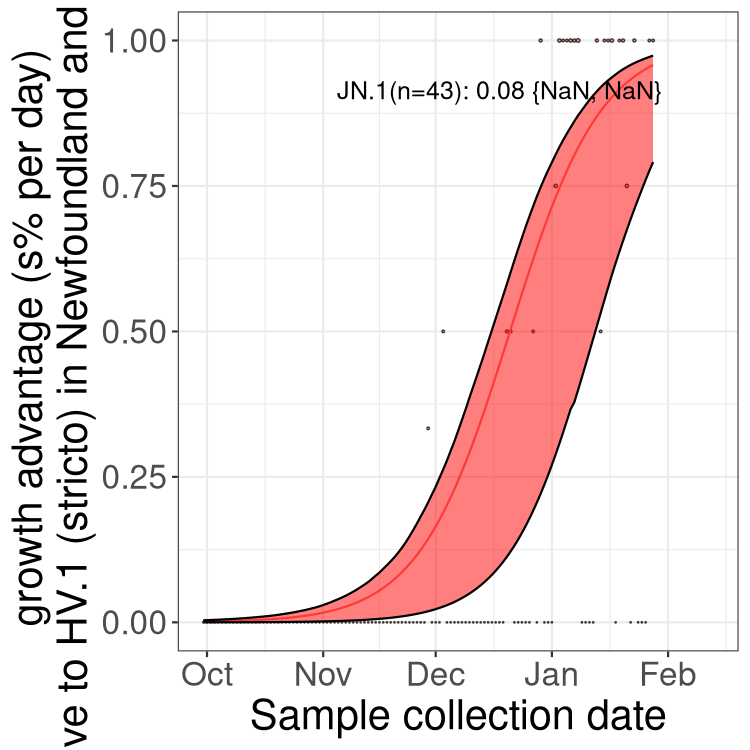 growth advantage (s% per day)
ve to HV.1 (stricto) in Newfoundland and
1.00
0.75
0.50
0.25
0.00
JN.1(n=43): 0.08 {NaN, NaN}
Oct Nov Dec Jan Feb
Sample collection date